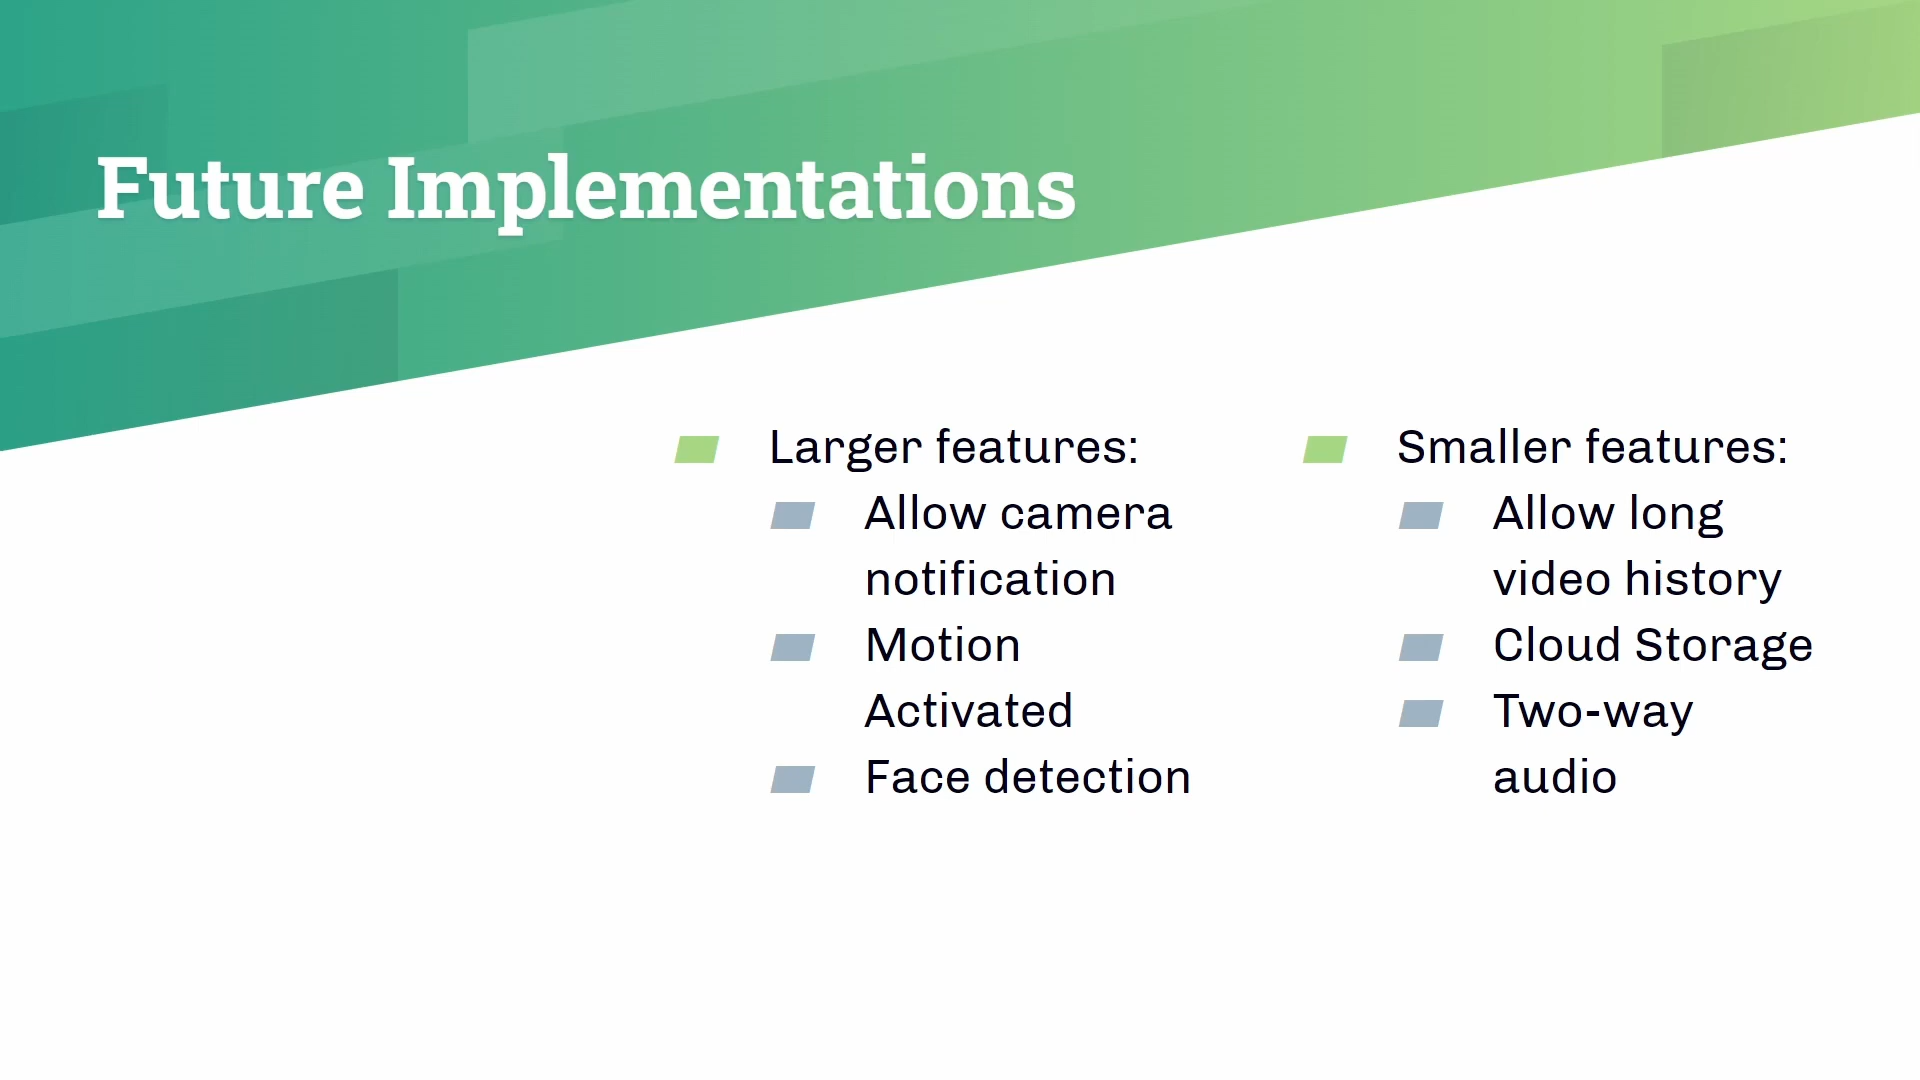 Future Implementations
Larger features:
Allow camera
notification
Motion
Activated
Face detection
Smaller features:
Allow long
video history
Cloud Storage
Two-way
audio